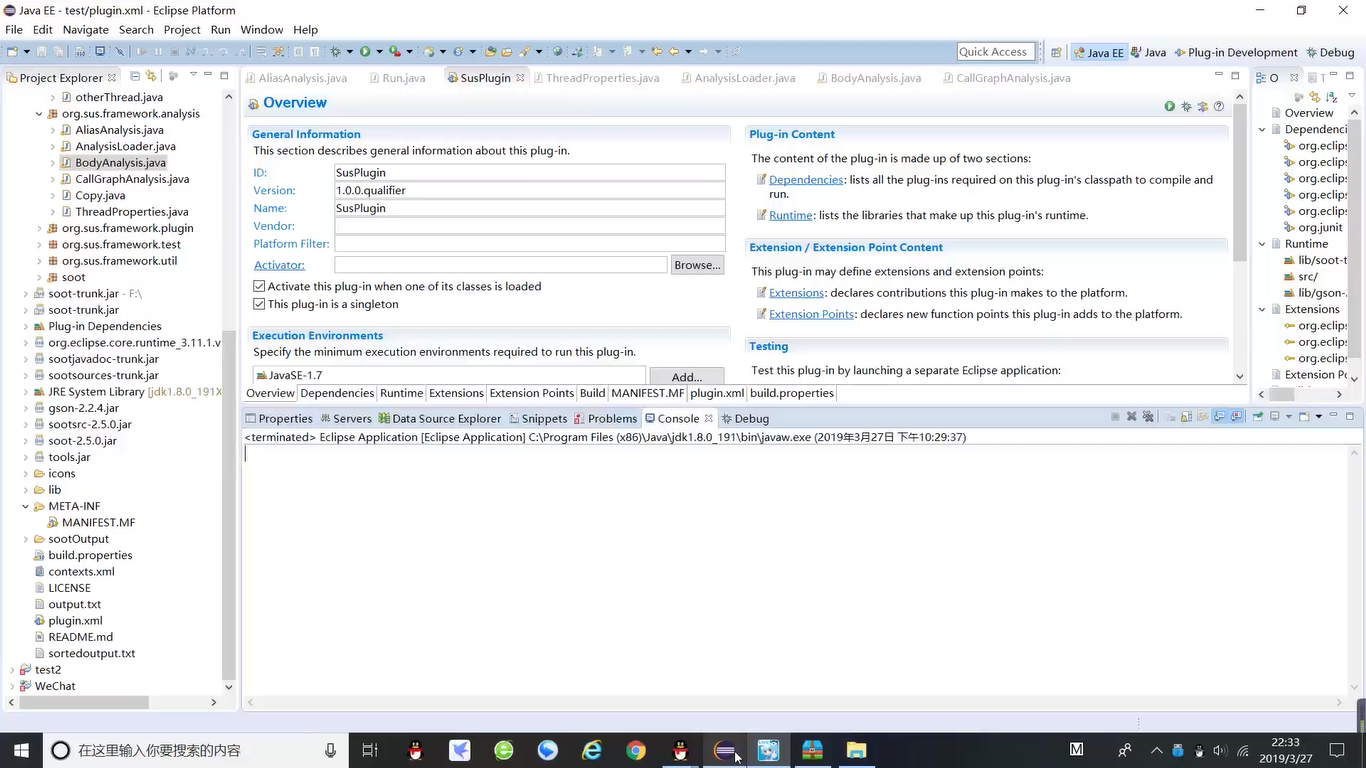 Java EE - test/plugin.xml - Eclipse Platform
File Edit Navigate Search Project Run Window Help
Quick Access
Java EE Java Plug-in Development Debug
Project Explorer
otherThread.java
org.sus.framework.analysis
AliasAnalysis.java
AnalysisLoader.java
BodyAnalysis.java
CallGraphAnalysis.java
Copy.java
ThreadProperties.java
org.sus.framework.plugin
org.sus.framework.test
org.sus.framework.util
soot
soot-trunk.jar - F:\
soot-trunk.jar
Plug-in Dependencies
org.eclipse.core.runtime_3.11.1.v
sootjavadoc-trunk.jar
sootsources-trunk.jar
JRE System Library [jdk1.8.0_191X
gson-2.2.4.jar
sootsrc-2.5.0.jar
soot-2.5.0.jar
tools.jar
icons
lib
META-INF
MANIFEST.MF
sootOutput
build.properties
contexts.xml
LICENSE
output.txt
plugin.xml
README.md
sortedoutput.txt
test2
WeChat
AliasAnalysis.java Run.java SusPlugin ThreadProperties.java AnalysisLoader.java BodyAnalysis.java CallGraphAnalysis.java
Overview
General Information
This section describes general information about this plug-in.
ID: SusPlugin
Version: 1.0.0.qualifier
Name: SusPlugin
Vendor:
Platform Filter:
Activator: Browse...
Activate this plug-in when one of its classes is loaded
This plug-in is a singleton
Execution Environments
Specify the minimum execution environments required to run this plug-in.
JavaSE-1.7
Add...
Plug-in Content
The content of the plug-in is made up of two sections:
Dependencies: lists all the plug-ins required on this plug-in's classpath to compile and
run.
Runtime: lists the libraries that make up this plug-in's runtime.
Extension / Extension Point Content
This plug-in may define extensions and extension points:
Extensions: declares contributions this plug-in makes to the platform.
Extension Points: declares new function points this plug-in adds to the platform.
Testing
Test this plug-in by launching a separate Eclipse application:
Overview Dependencies Runtime Extensions Extension Points Build MANIFEST.MF plugin.xml build.properties
O T
Overview
Dependenci
org.eclips
org.eclips
org.eclips
org.eclips
org.eclips
org.junit
Runtime
lib/soot-t
src/
lib/gson-.
Extensions
org.eclips
org.eclips
org.eclips
Extension Po
Properties Servers Data Source Explorer Snippets Problems Console Debug
<terminated> Eclipse Application [Eclipse Application] C:\Program Files (x86)\Java\jdk1.8.0_191\bin\javaw.exe (2019年3月27日 下午10:29:37)
在这里输入你要搜索的内容
M
22:33
2019/3/27